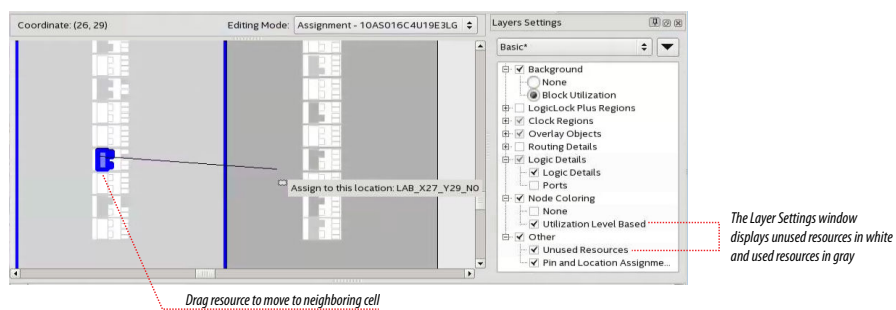 Coordinate: (26, 29)
Editing Mode: Assignment - 10AS016C4U19E3LG
Assign to this location: LAB_X27_Y29_N0
Layers Settings
Basic*
Background
None
Block Utilization
LogicLock Plus Regions
Clock Regions
Overlay Objects
Routing Details
Logic Details
Logic Details
Ports
Node Coloring
None
Utilization Level Based
Other
Unused Resources
Pin and Location Assignme...
The Layer Settings window
displays unused resources in white
and used resources in gray
Drag resource to move to neighboring cell